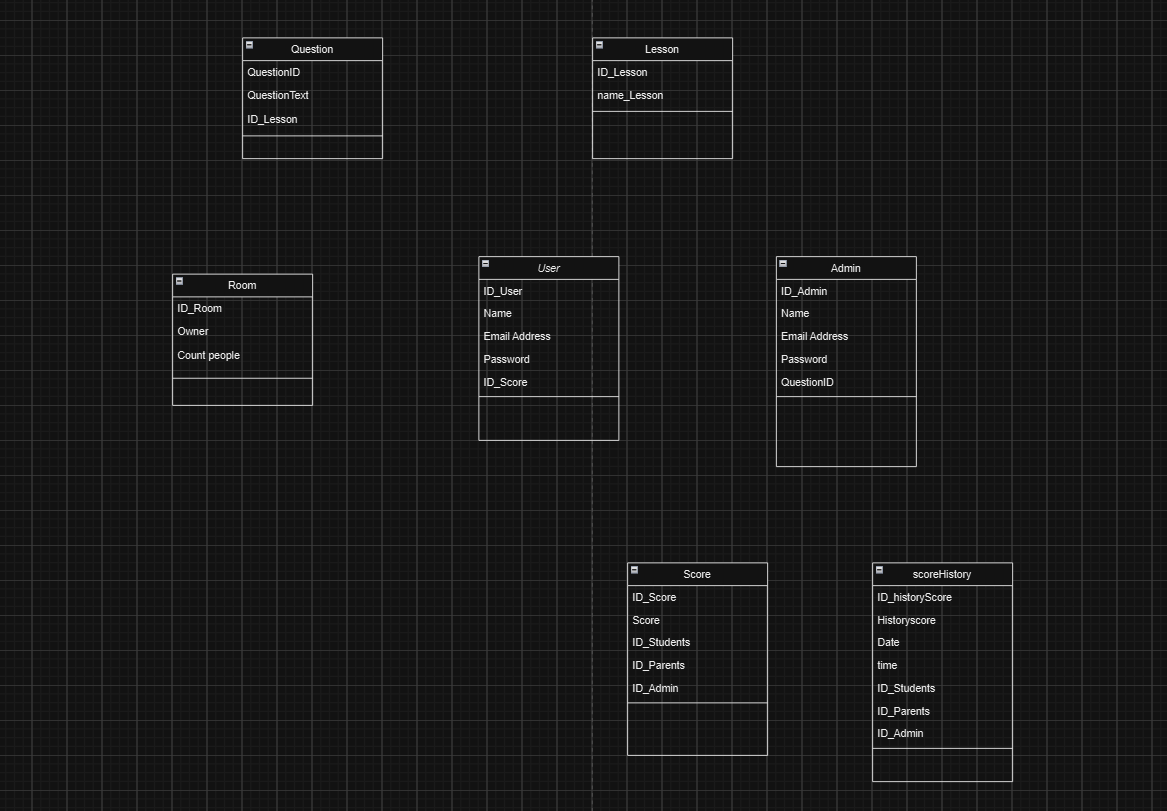 Question
QuestionID
QuestionText
ID_Lesson
Lesson
ID_Lesson
name_Lesson
Room
ID_Room
Owner
Count people
User
ID_User
Name
Email Address
Password
ID_Score
Admin
ID_Admin
Name
Email Address
Password
QuestionID
Score
ID_Score
Score
ID_Students
ID_Parents
ID_Admin
scoreHistory
ID_historyScore
Historyscore
Date
time
ID_Students
ID_Parents
ID_Admin